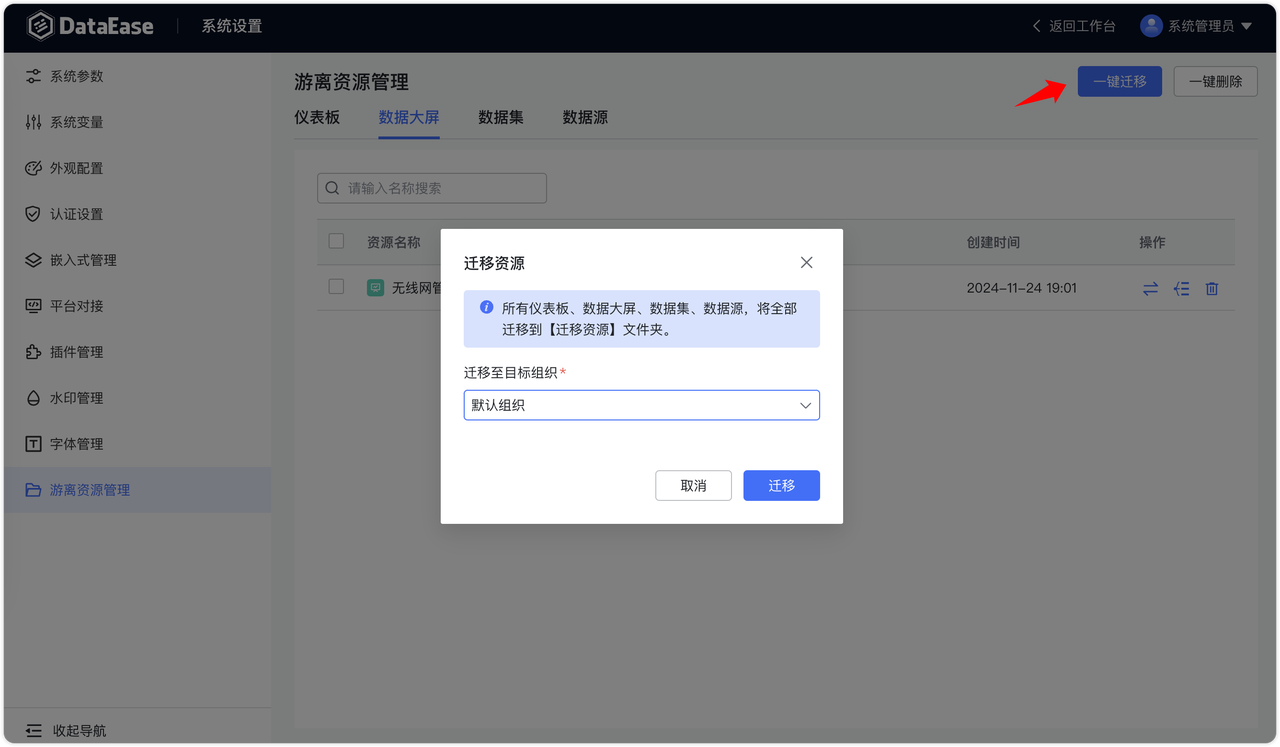 DataEase
系统设置
返回工作台
系统管理员
系统参数
系统变量
外观配置
认证设置
嵌入式管理
平台对接
插件管理
水印管理
字体管理
游离资源管理
收起导航
游离资源管理
一键迁移
一键删除
仪表板 数据大屏 数据集 数据源
请输入名称搜索
资源名称 创建时间 操作
无线网管 2024-11-24 19:01
迁移资源
所有仪表板、数据大屏、数据集、数据源，将全部
迁移到【迁移资源】文件夹。
迁移至目标组织*
默认组织
取消 迁移